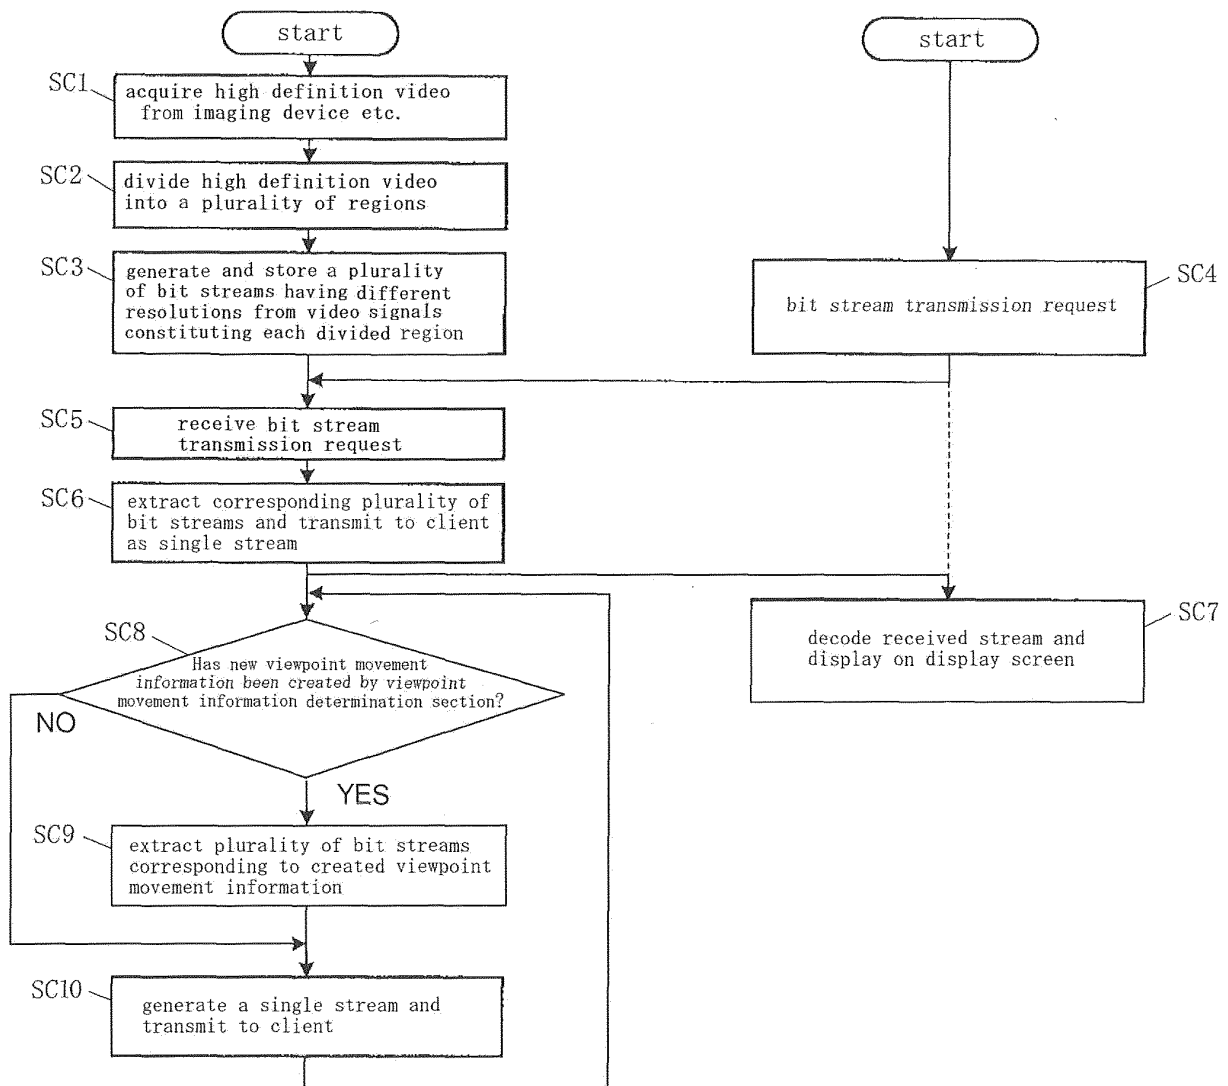 start
SC1
acquire high definition video
from imaging device etc.
SC2
divide high definition video
into a plurality of regions
SC3
generate and store a plurality
of bit streams having different
resolutions from video signals
constituting each divided region
start
SC4
bit stream transmission request
SC5
receive bit stream
transmission request
SC6
extract corresponding plurality of
bit streams and transmit to client
as single stream
SC7
decode received stream and
display on display screen
SC8
Has new viewpoint movement
information been created by viewpoint
movement information determination section?
NO
YES
SC9
extract plurality of bit streams
corresponding to created viewpoint
movement information
SC10
generate a single stream and
transmit to client